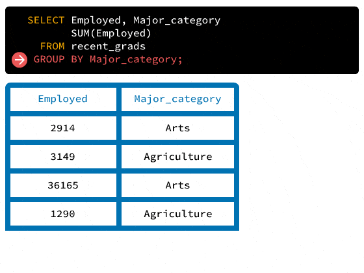 SELECT Employed, Major_category
SUM(Employed)
FROM recent_grads
GROUP BY Major_category;
Employed Major_category
2914 Arts
3149 Agriculture
36165 Arts
1290 Agriculture